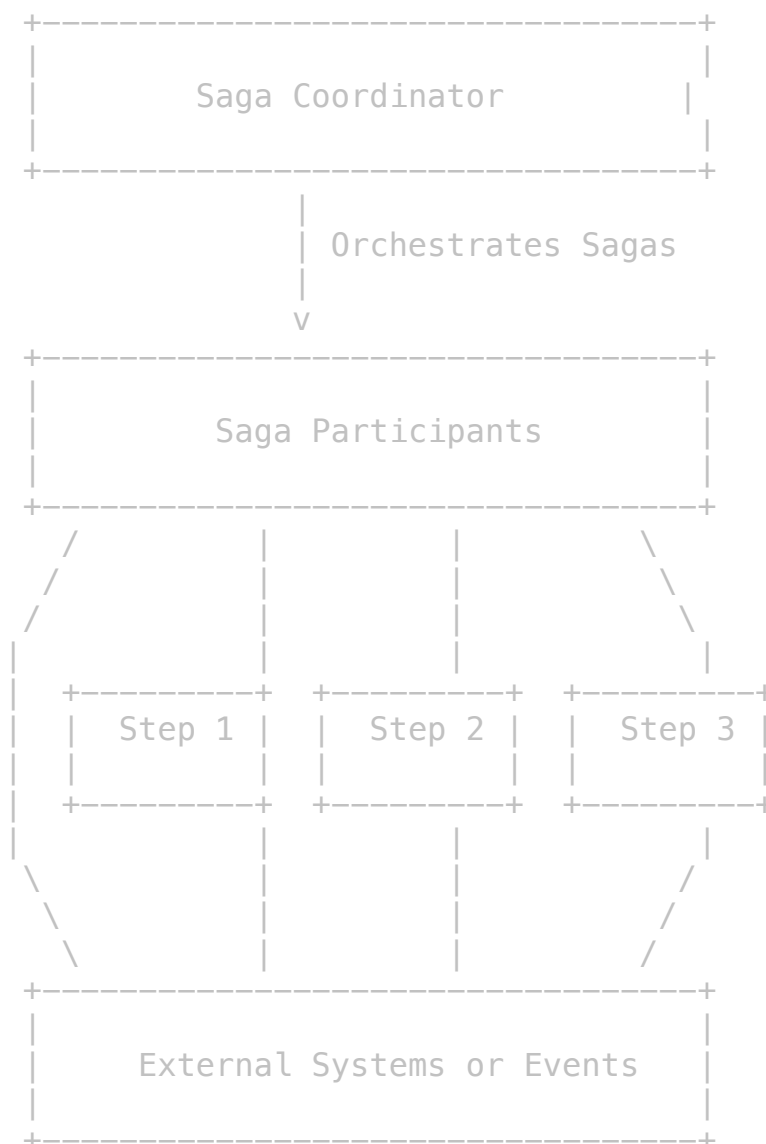 Saga Coordinator
Orchestrates Sagas
v
Saga Participants
Step 1 Step 2 Step 3
External Systems or Events